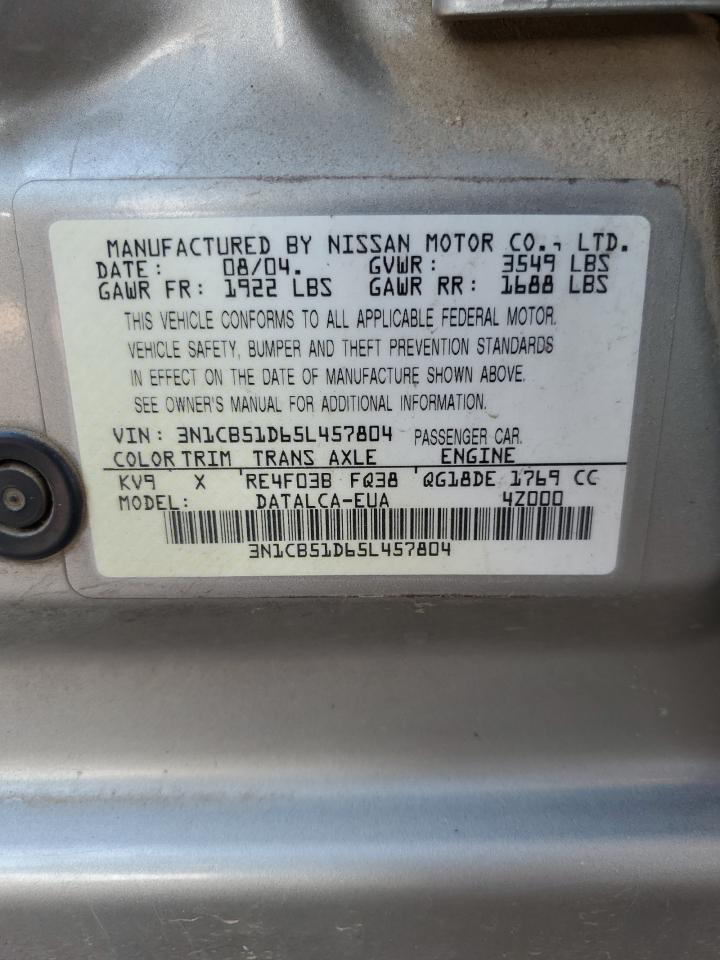 MANUFACTURED BY NISSAN MOTOR CO., LTD.
DATE: 08/04. GVWR: 3549 LBS
GAWR FR: 1922 LBS GAWR RR: 1688 LBS
THIS VEHICLE CONFORMS TO ALL APPLICABLE FEDERAL MOTOR.
VEHICLE SAFETY, BUMPER AND THEFT PREVENTION STANDARDS
IN EFFECT ON THE DATE OF MANUFACTURE SHOWN ABOVE.
SEE OWNER'S MANUAL FOR ADDITIONAL INFORMATION.
VIN: 3N1CB51D65L457804 PASSENGER CAR.
COLOR TRIM TRANS AXLE ENGINE
KV9 X RE4F03B FQ38 QG18DE 1769 CC
MODEL: DATALCA-EUA 4Z000
3N1CB51D65L457804